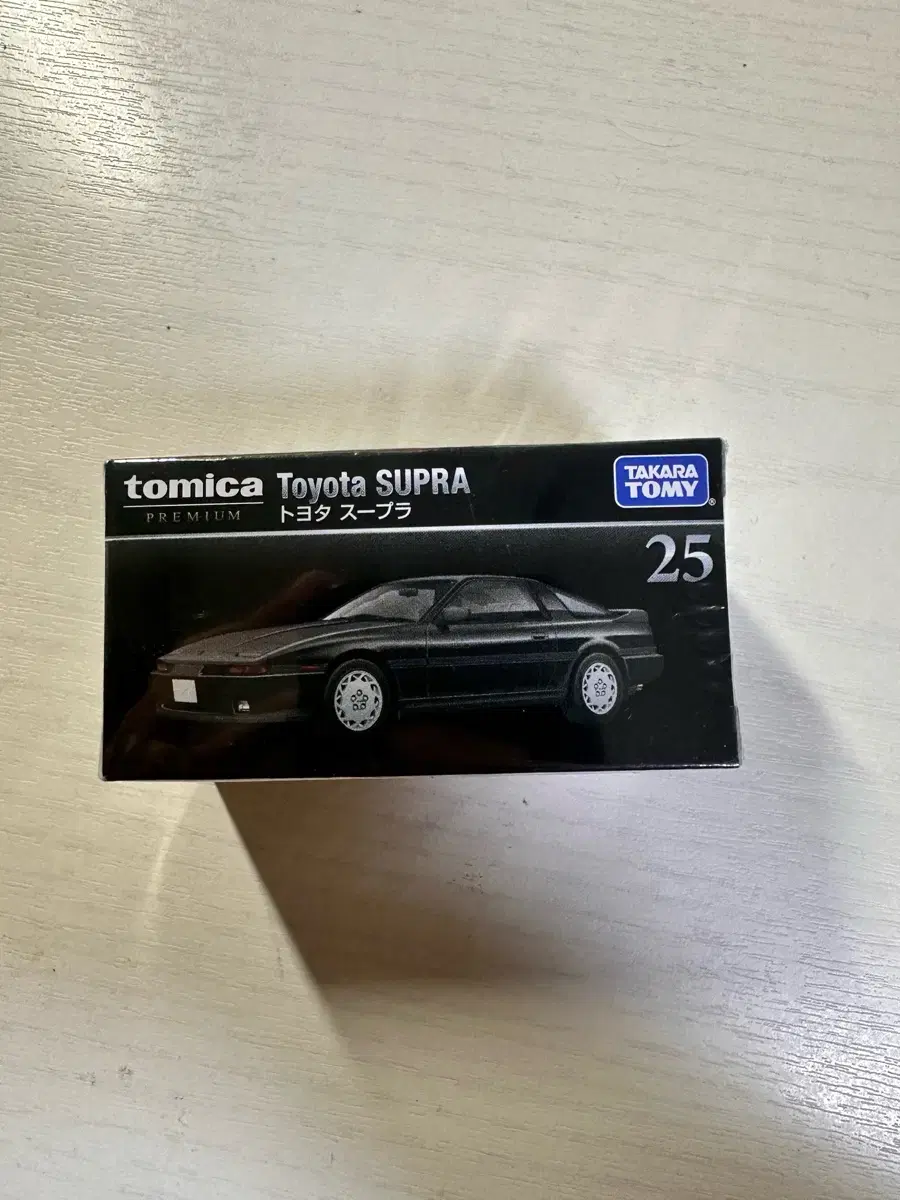 tomica
PREMIUM
Toyota SUPRA
トヨタ スープラ
TAKARA
TOMY®
25